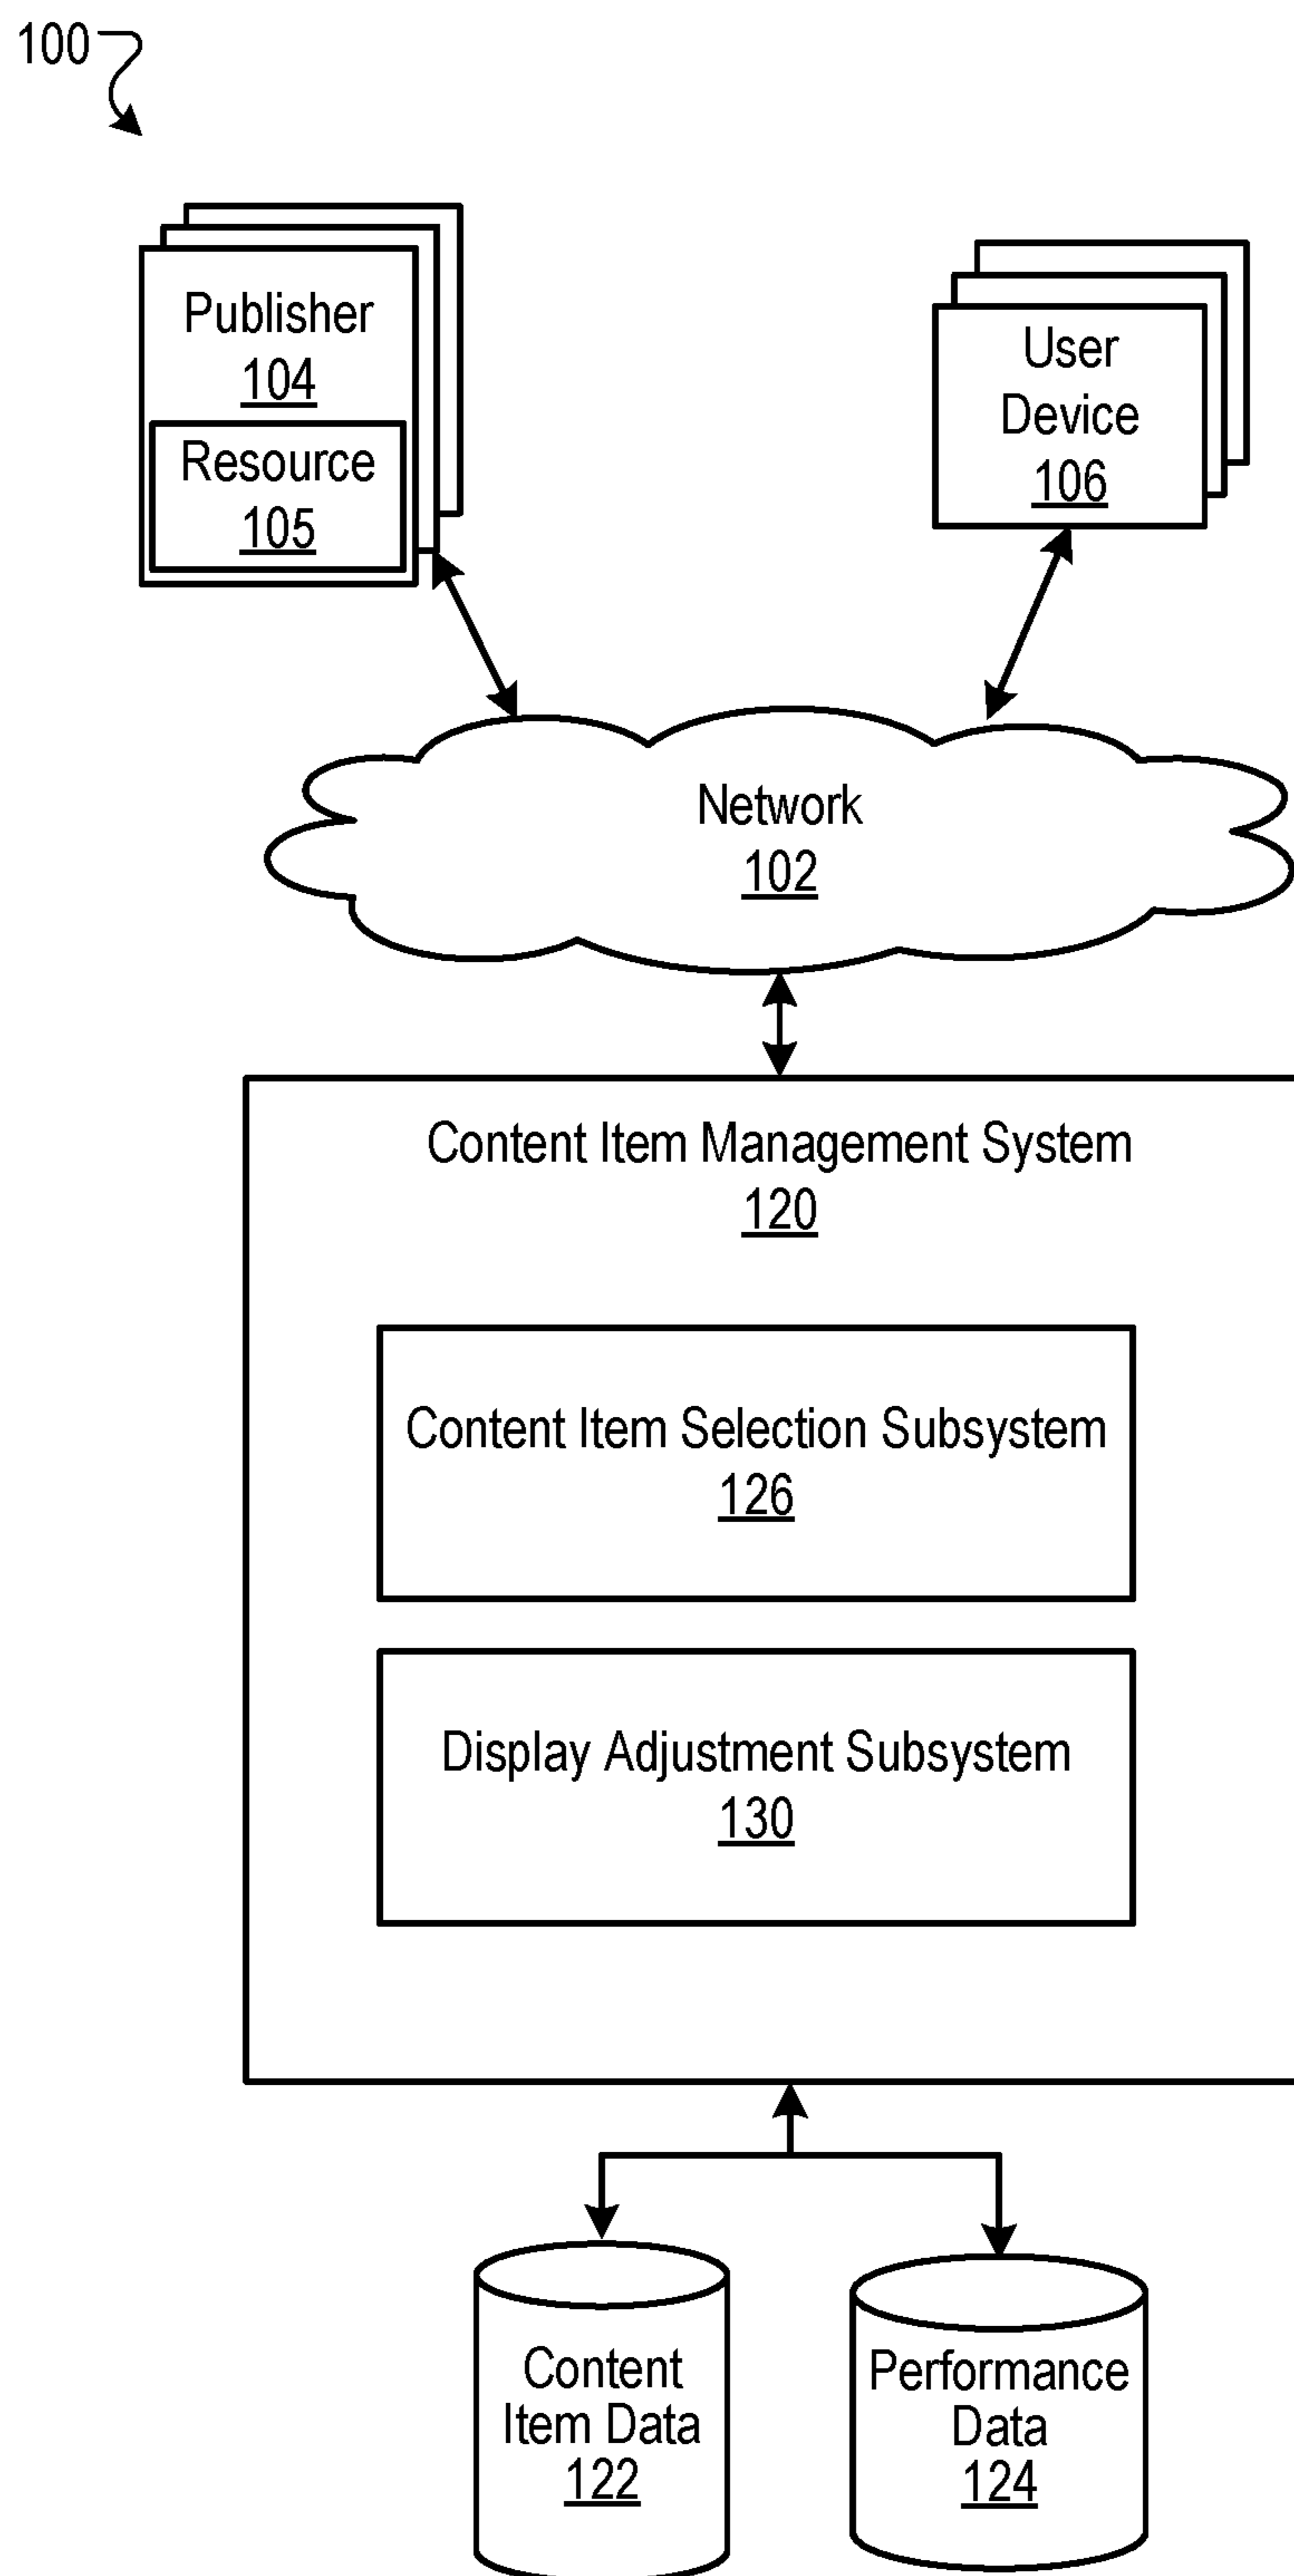 100
Publisher
104
Resource
105
User
Device
106
Network
102
Content Item Management System
120
Content Item Selection Subsystem
126
Display Adjustment Subsystem
130
Content
Item Data
122
Performance
Data
124